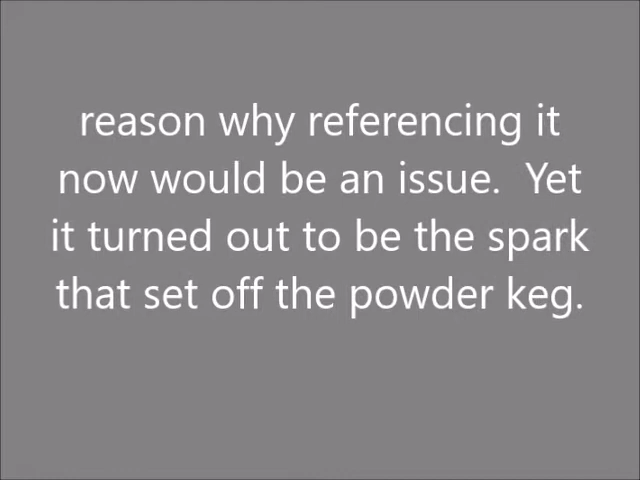 reason why referencing it
now would be an issue.  Yet
it turned out to be the spark
that set off the powder keg.